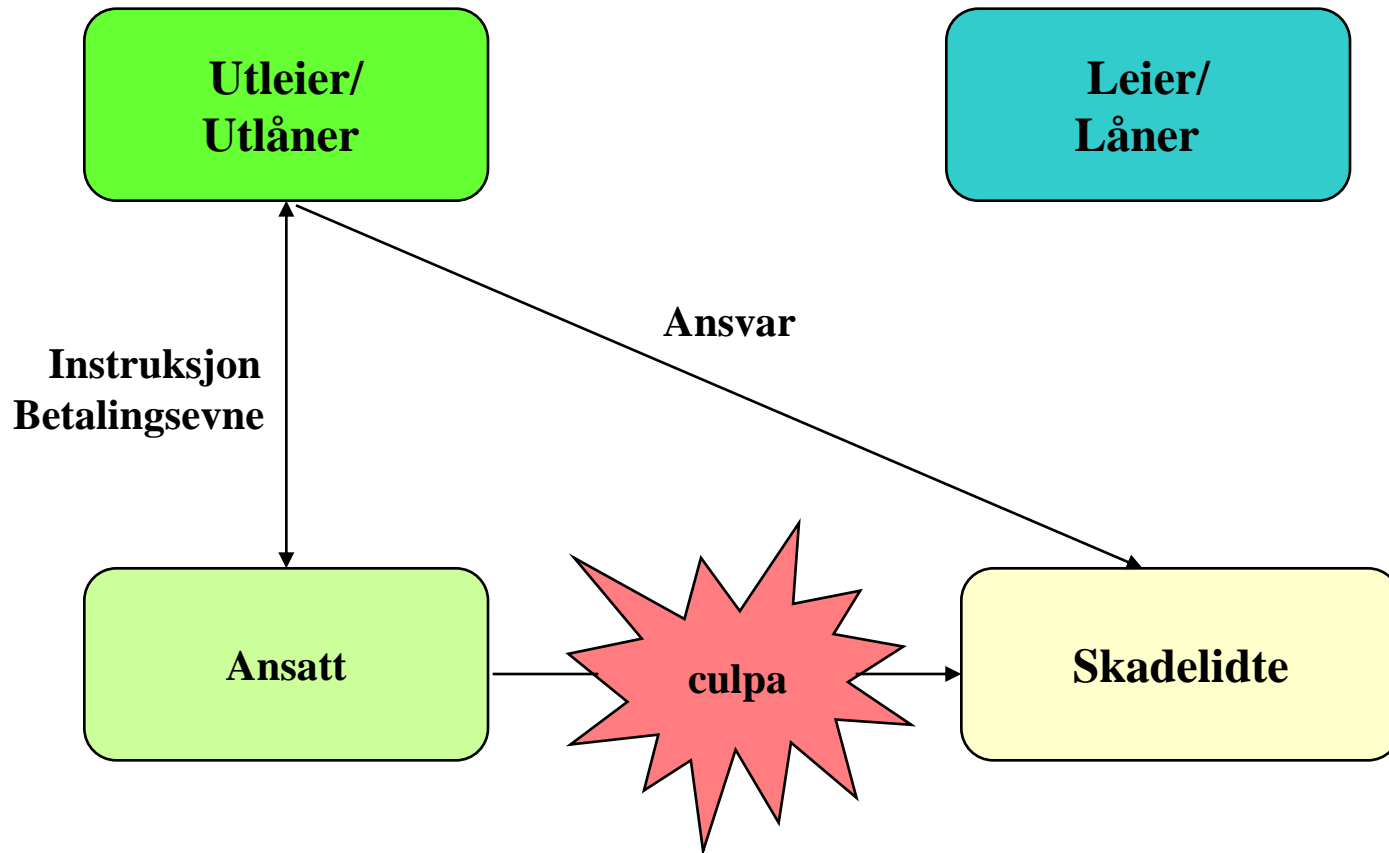 Utleier/
Utlåner
Leier/
Låner
Ansvar
Instruksjon
Betalingsevne
Ansatt
culpa
Skadelidte